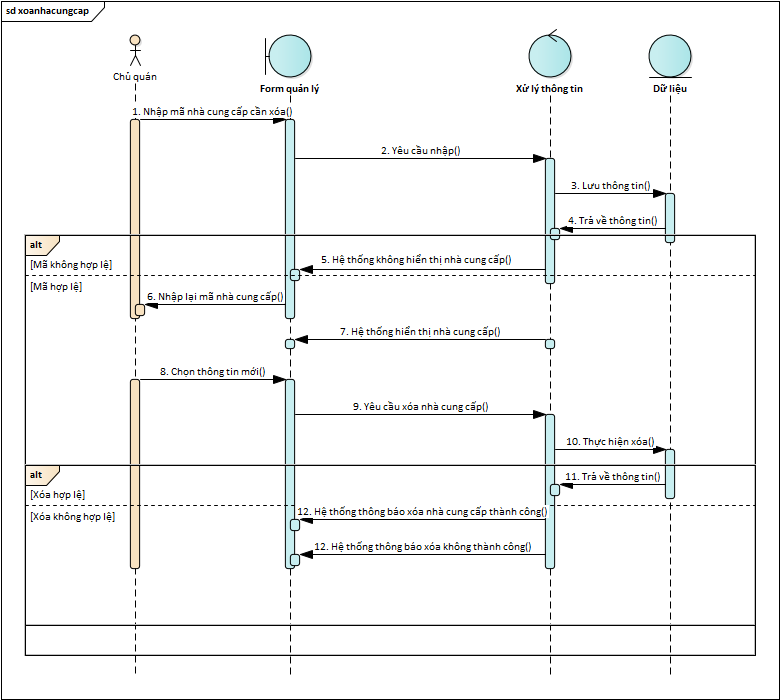 sd xoanhacungcap
Chủ quán
Form quản lý
Xử lý thông tin
Dữ liệu
1. Nhập mã nhà cung cấp cần xóa()
2. Yêu cầu nhập()
3. Lưu thông tin()
4. Trả về thông tin()
alt
[Mã không hợp lệ]
5. Hệ thống không hiển thị nhà cung cấp()
[Mã hợp lệ]
6. Nhập lại mã nhà cung cấp()
7. Hệ thống hiển thị nhà cung cấp()
8. Chọn thông tin mới()
9. Yêu cầu xóa nhà cung cấp()
10. Thực hiện xóa()
alt
11. Trả về thông tin()
[Xóa hợp lệ]
12. Hệ thống thông báo xóa nhà cung cấp thành công()
[Xóa không hợp lệ]
12. Hệ thống thông báo xóa không thành công()